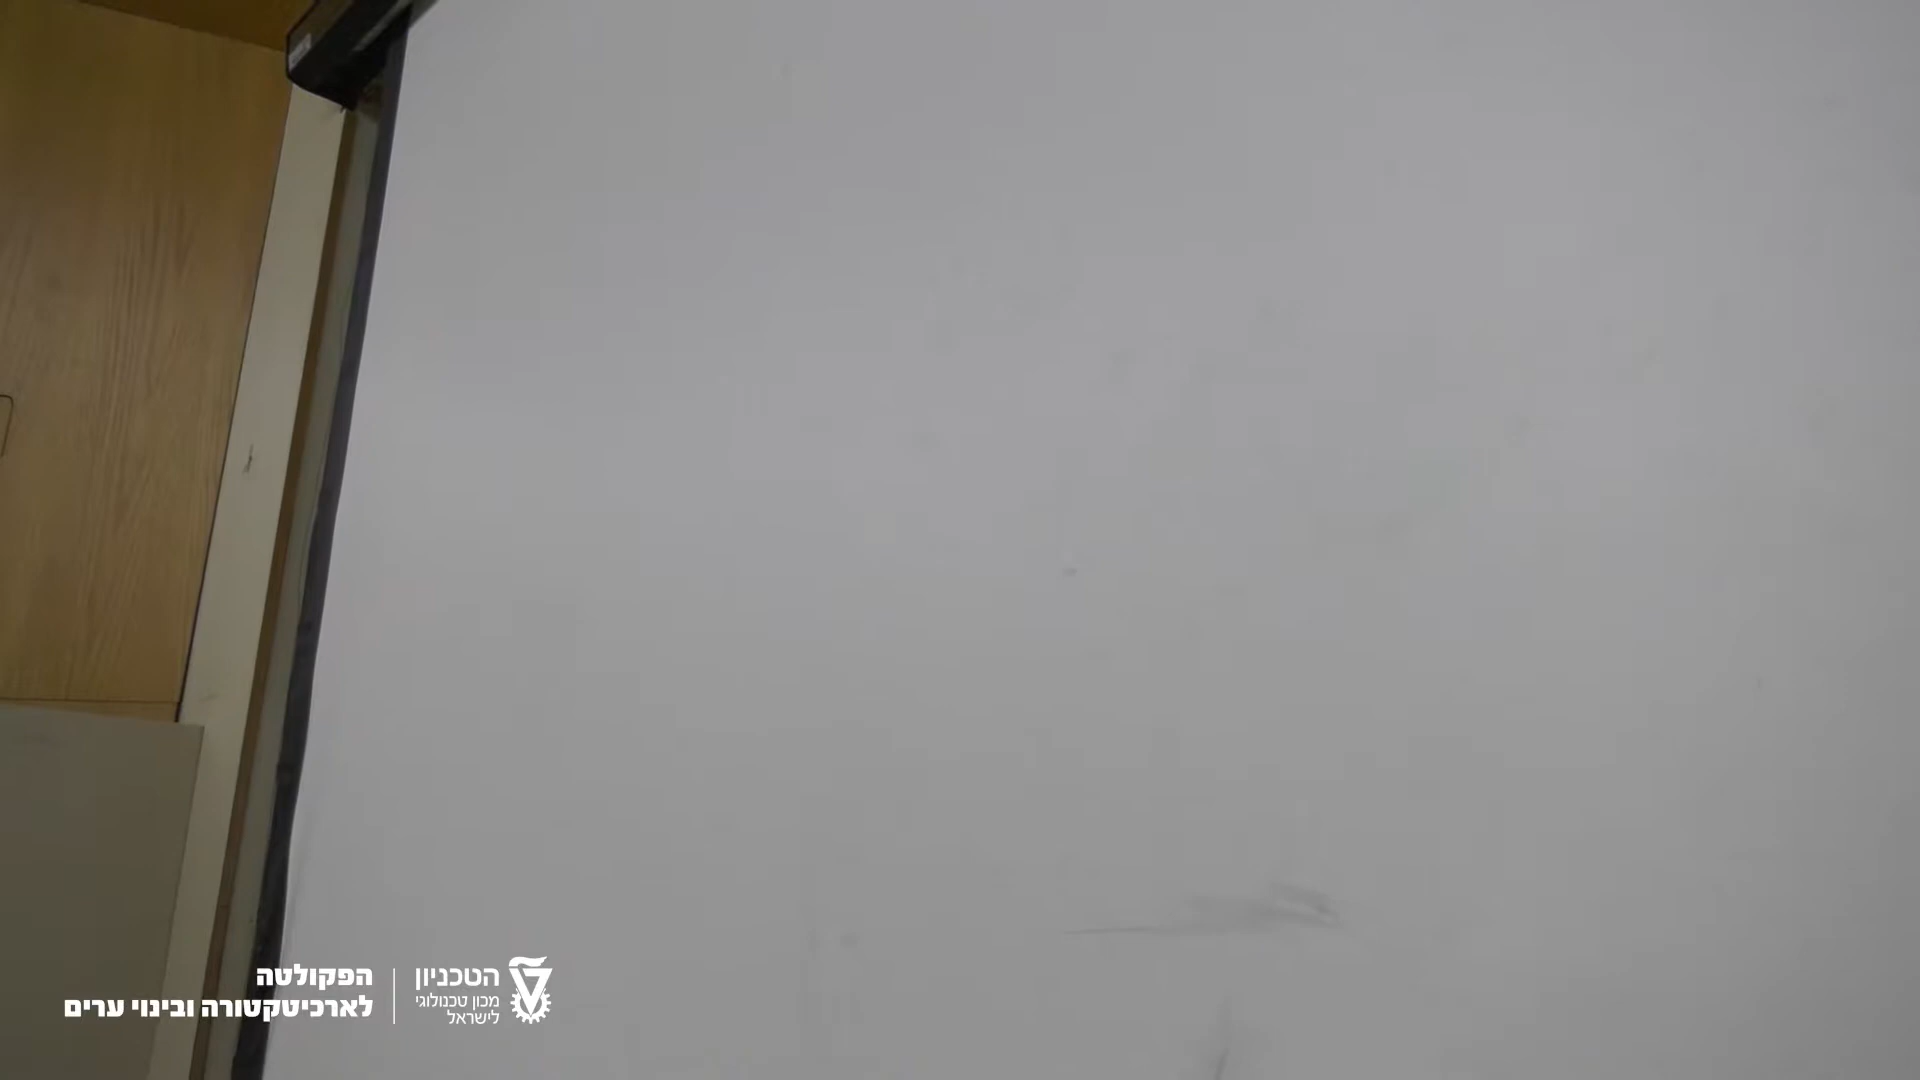 הטכניון
מכון טכנולוגי
לישראל
הפקולטה
לארכיטקטורה ובינוי ערים